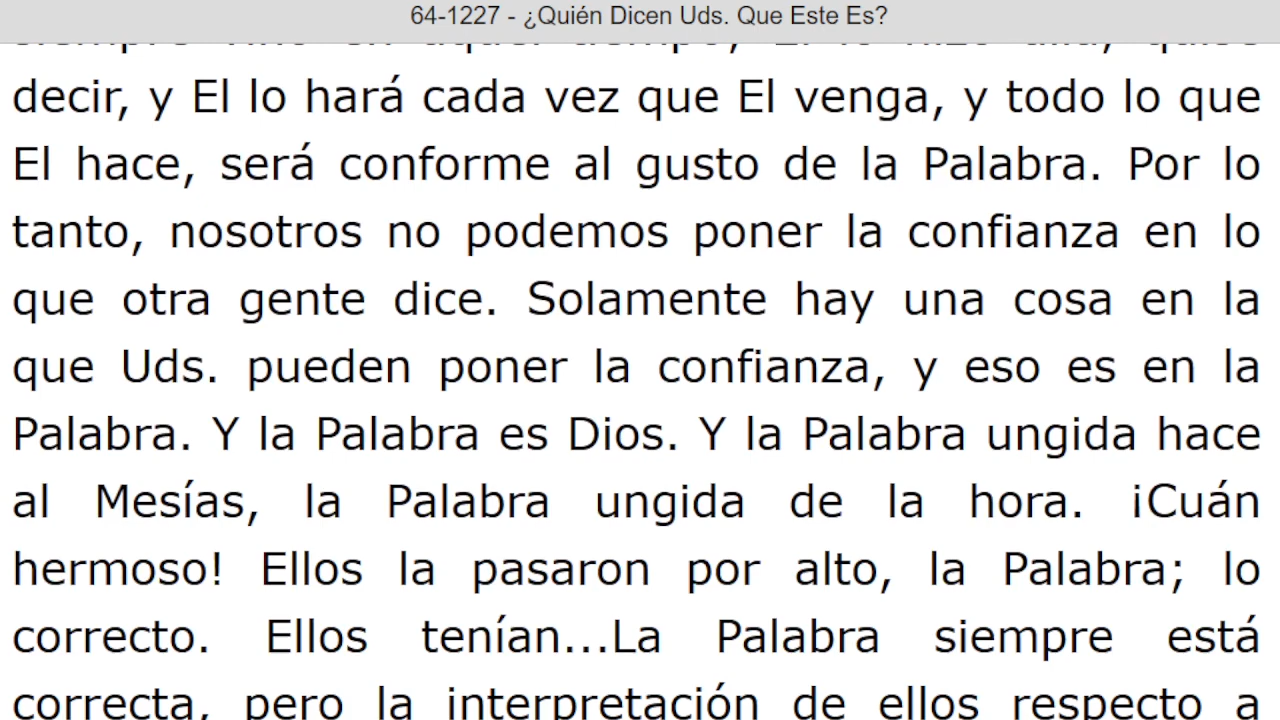 64-1227 - ¿Quién Dicen Uds. Que Este Es?
decir, y El lo hará cada vez que El venga, y todo lo que
El hace, será conforme al gusto de la Palabra. Por lo
tanto, nosotros no podemos poner la confianza en lo
que otra gente dice. Solamente hay una cosa en la
que Uds. pueden poner la confianza, y eso es en la
Palabra. Y la Palabra es Dios. Y la Palabra ungida hace
al Mesías, la Palabra ungida de la hora. ¡Cuán
hermoso! Ellos la pasaron por alto, la Palabra; lo
correcto. Ellos tenían...La Palabra siempre está
correcta, pero la interpretación de ellos respecto a